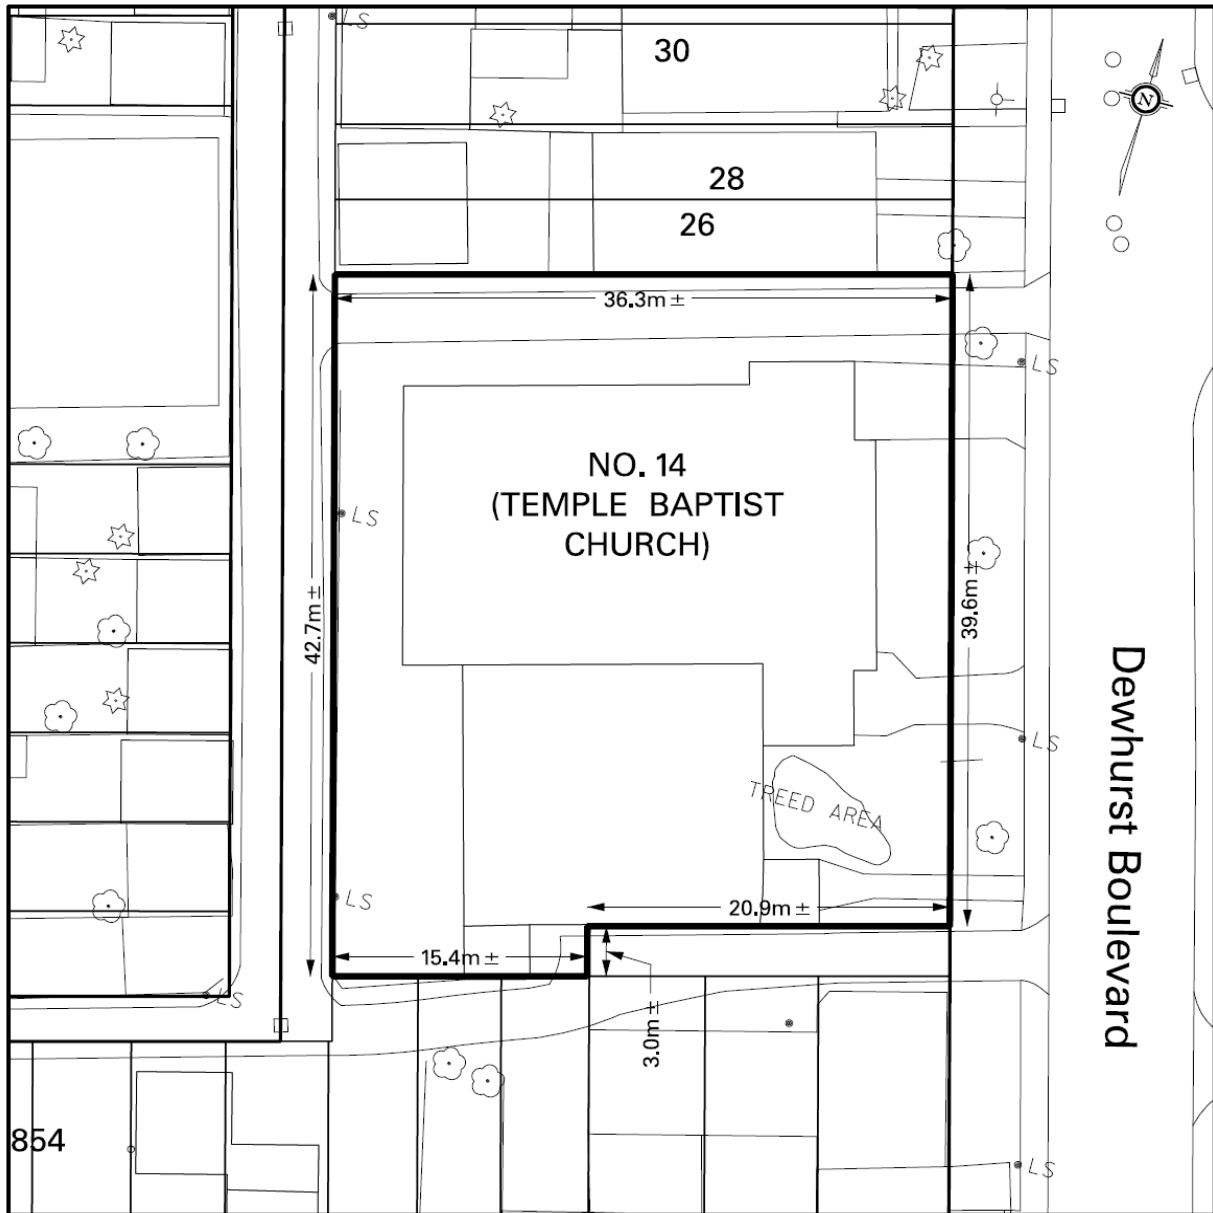 LS
30
N
28
26
36.3m ±
LS
NO. 14
(TEMPLE BAPTIST
CHURCH)
LS
42.7m ±
39.6m ±
Dewhurst Boulevard
LS
TREED AREA
LS
20.9m ±
15.4m ±
LS
3.0m ±
854
LS